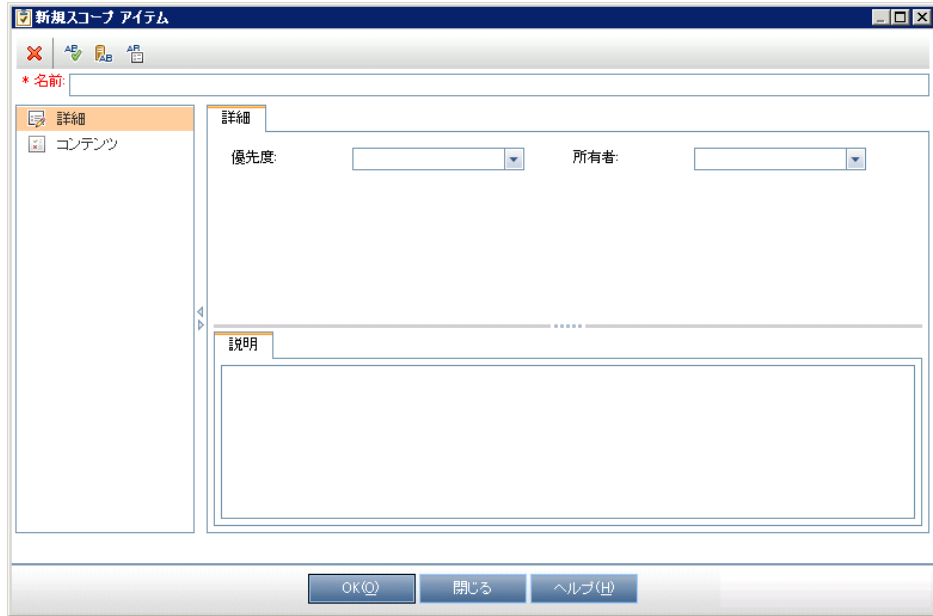 新規スコープ アイテム
* 名前:
詳細
コンテンツ
詳細
優先度:
所有者:
説明
OK(O)
閉じる
ヘルプ(H)